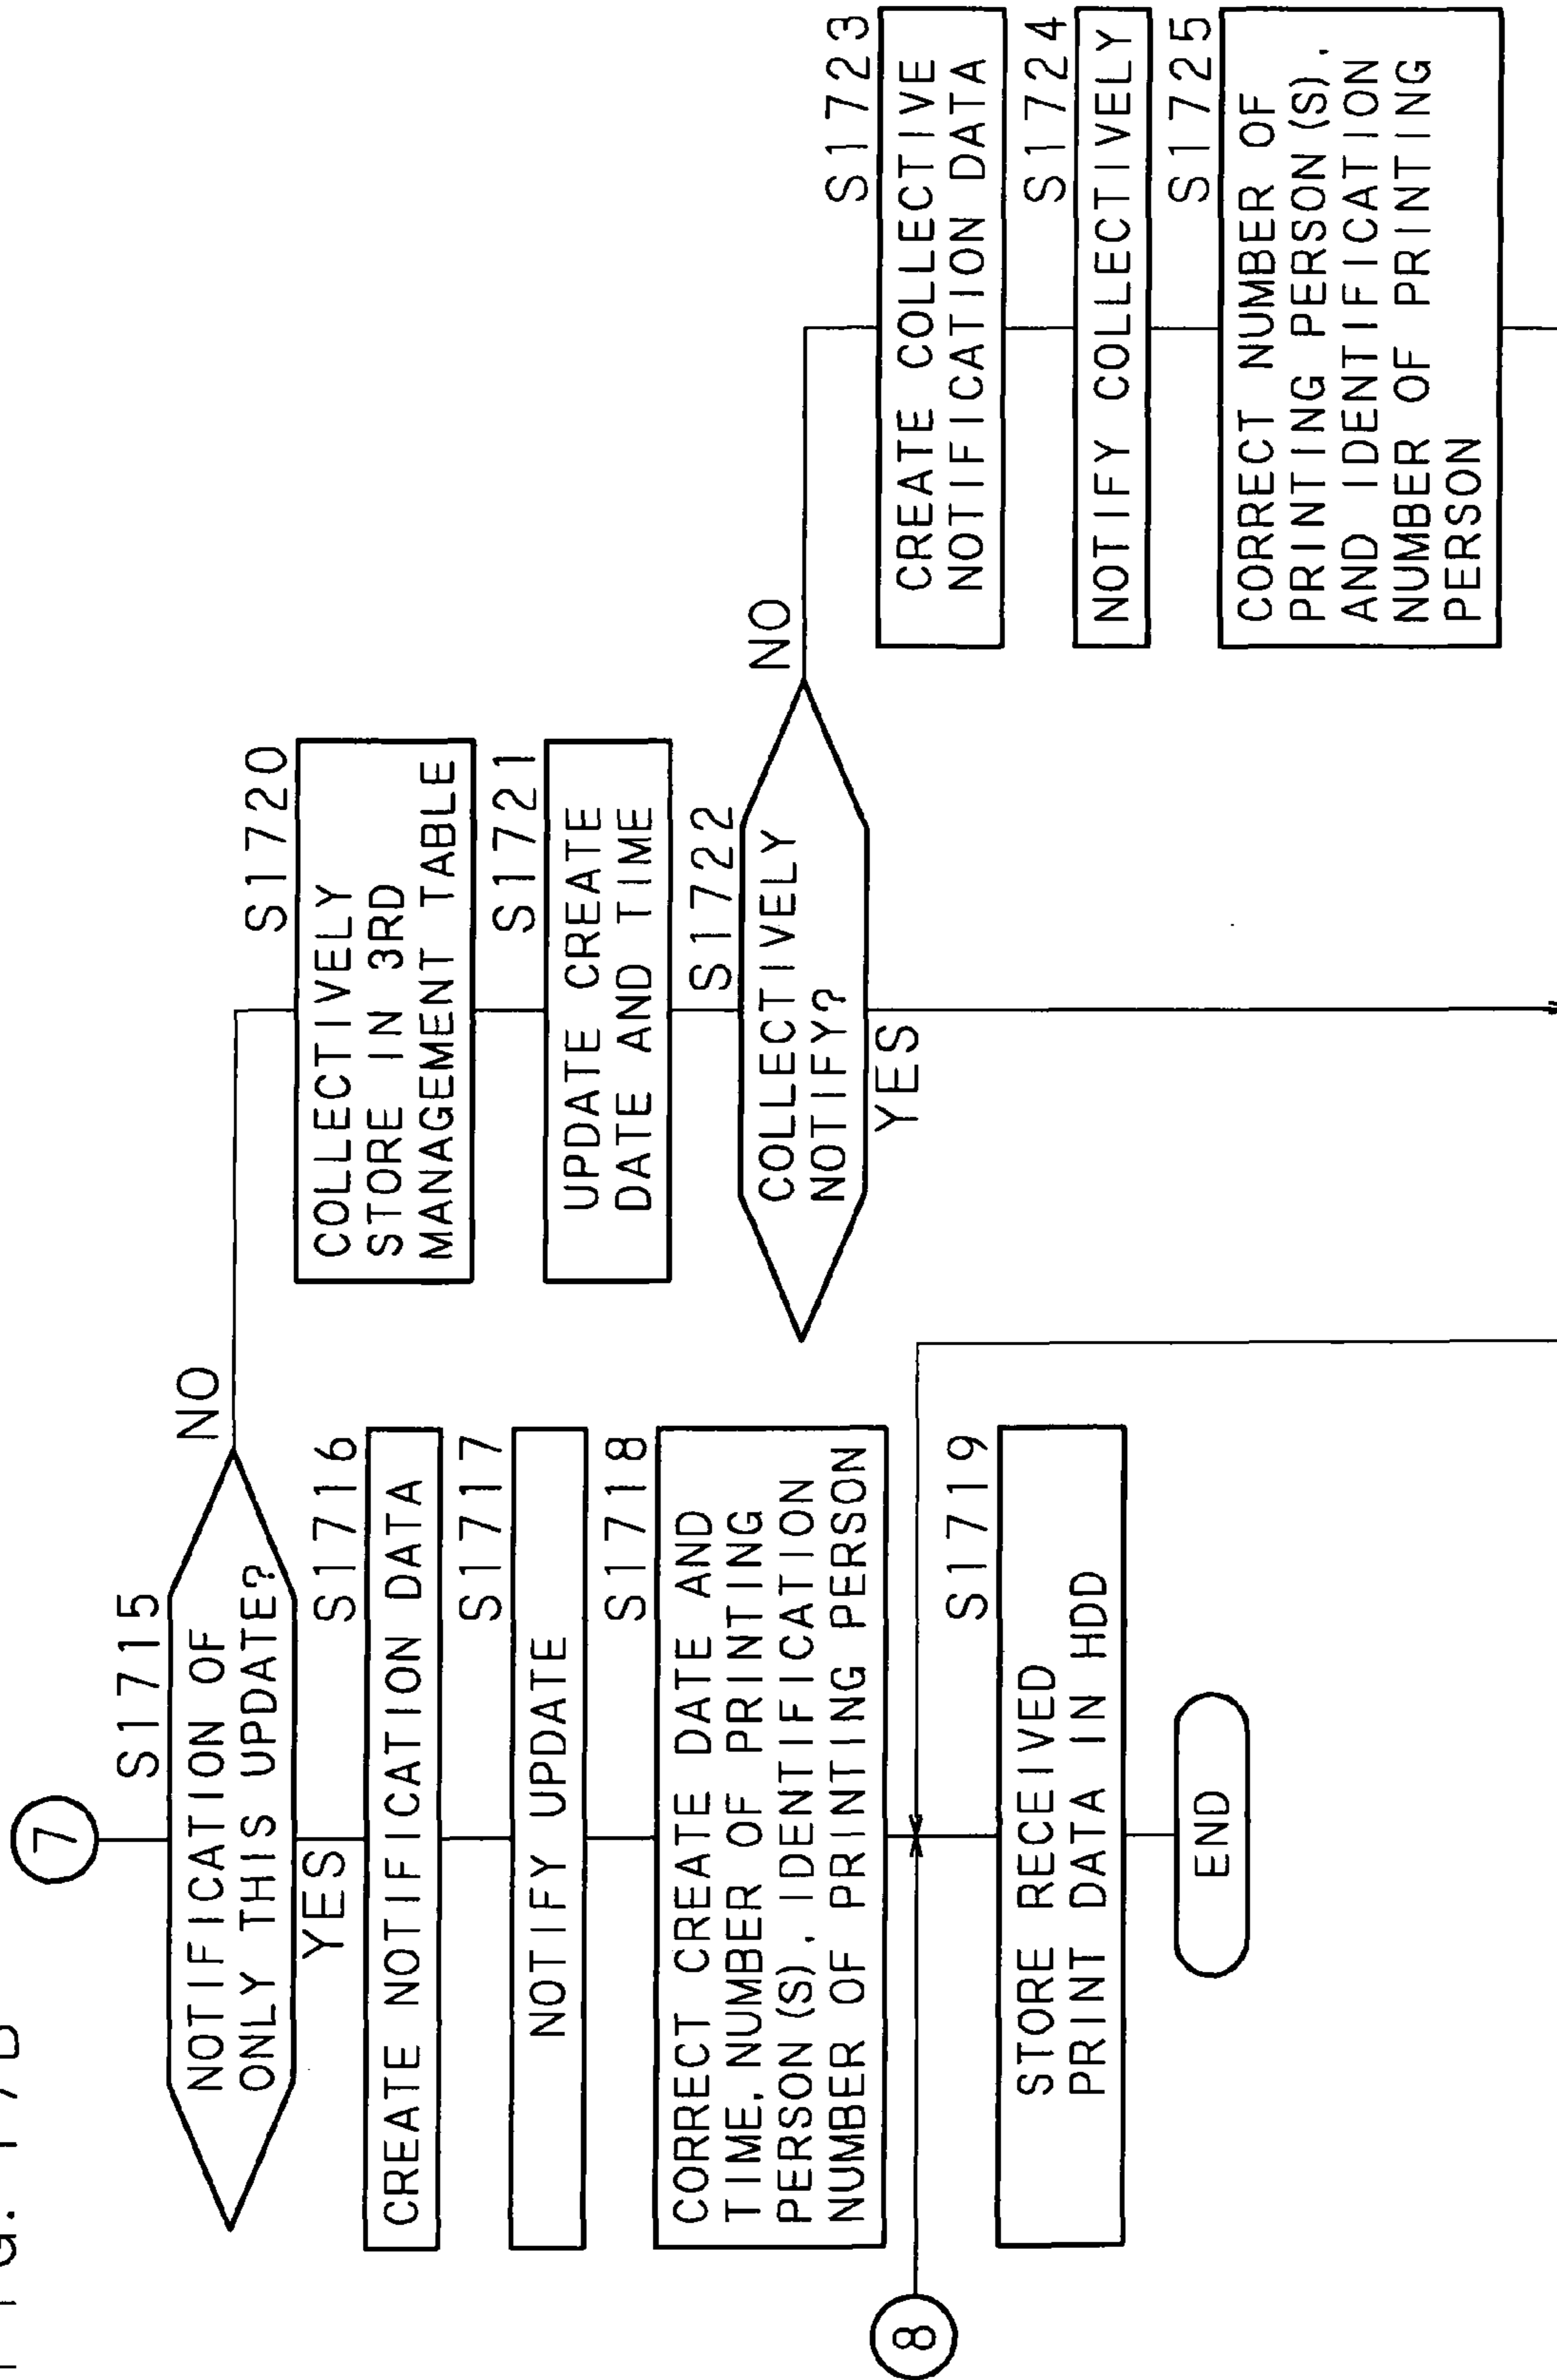 7
S1715
NOTIFICATION OF
ONLY THIS UPDATE?
NO
YES
S1716
CREATE NOTIFICATION DATA
S1717
NOTIFY UPDATE
S1718
CORRECT CREATE DATE AND
TIME, NUMBER OF PRINTING
PERSON(S), IDENTIFICATION
NUMBER OF PRINTING PERSON
8
S1719
STORE RECEIVED
PRINT DATA IN HDD
END
S1720
COLLECTIVELY
STORE IN 3RD
MANAGEMENT TABLE
S1721
UPDATE CREATE
DATE AND TIME
S1722
COLLECTIVELY
NOTIFY?
NO
YES
S1723
CREATE COLLECTIVE
NOTIFICATION DATA
S1724
NOTIFY COLLECTIVELY
S1725
CORRECT NUMBER OF
PRINTING PERSON(S),
AND IDENTIFICATION
NUMBER OF PRINTING
PERSON